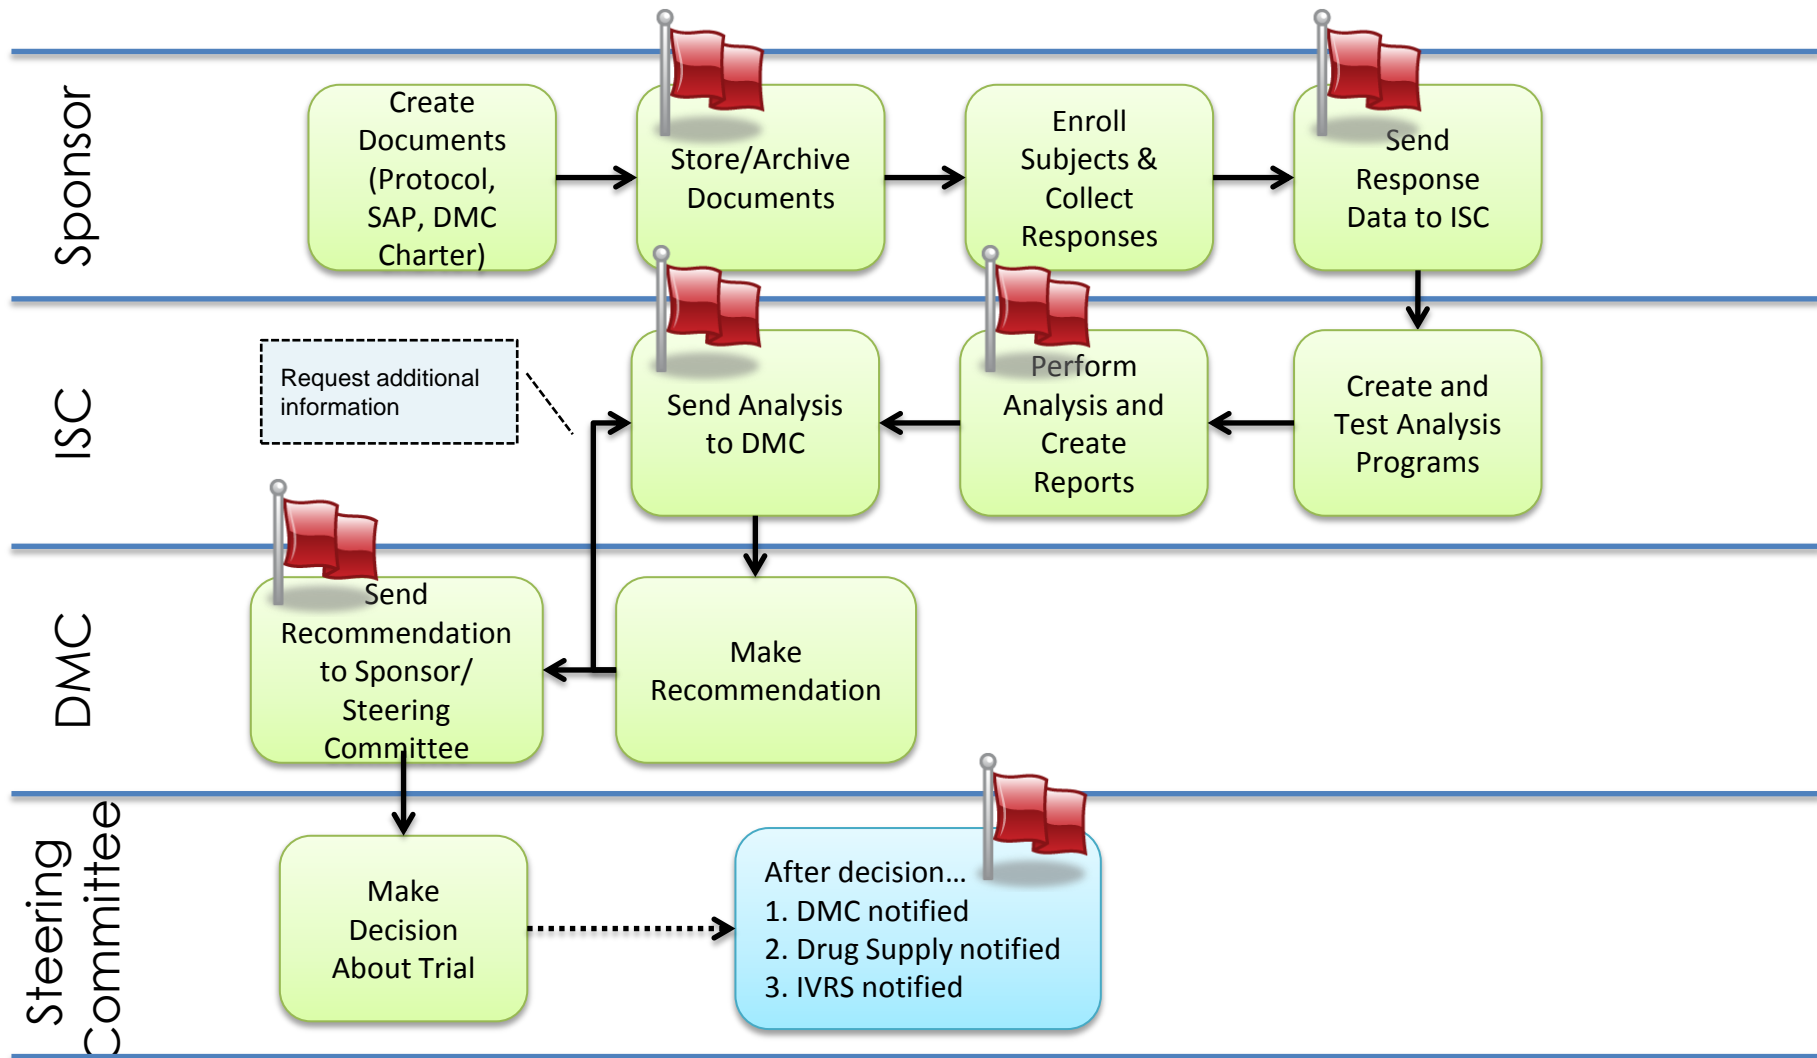 Sponsor
Create
Documents
(Protocol,
SAP, DMC
Charter)
Store/Archive
Documents
Enroll
Subjects &
Collect
Responses
Send
Response
Data to ISC
ISC
Request additional
information
Send Analysis
to DMC
Perform
Analysis and
Create
Reports
Create and
Test Analysis
Programs
DMC
Send
Recommendation
to Sponsor/
Steering
Committee
Make
Recommendation
Steering
Committee
Make
Decision
About Trial
After decision...
1. DMC notified
2. Drug Supply notified
3. IVRS notified